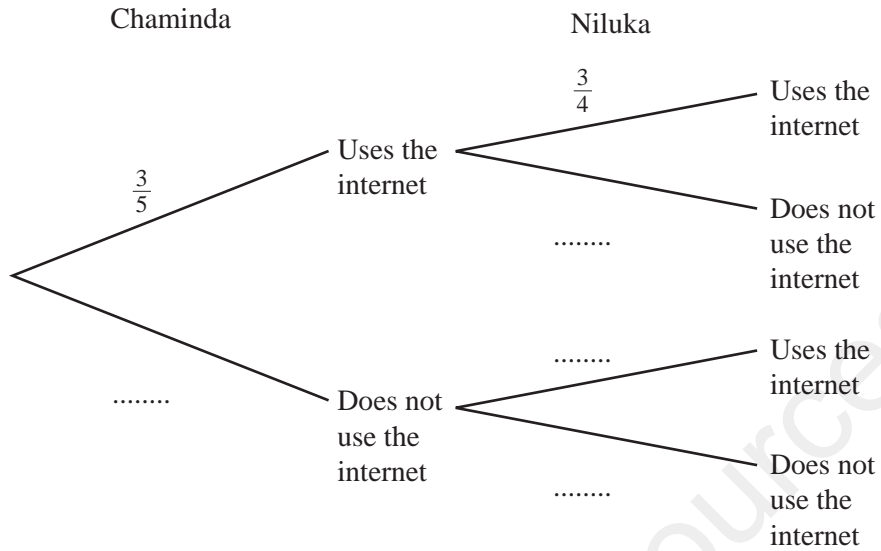 Chaminda
Niluka
3/4
Uses the
internet
3/5
Uses the
internet
Does not
use the
internet
........
........
Uses the
internet
........
Does not
use the
internet
........
Does not
use the
internet